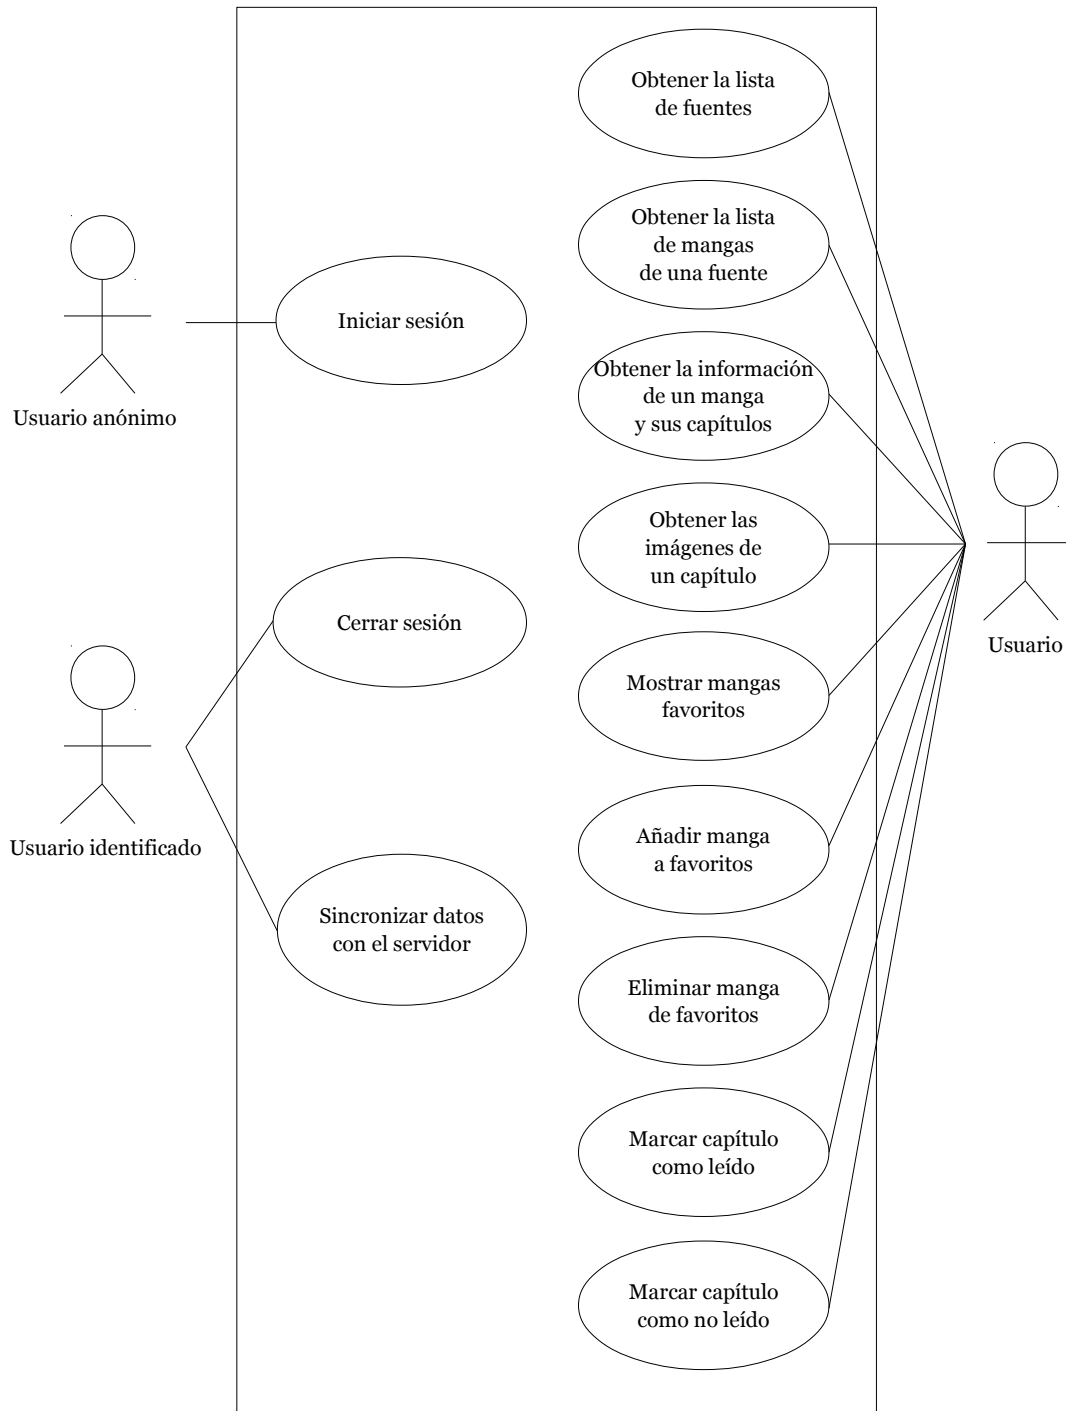 Obtener la lista
de fuentes
Obtener la lista
de mangas
de una fuente
Iniciar sesión
Usuario anónimo
Obtener la información
de un manga
y sus capítulos
Obtener las
imágenes de
un capítulo
Usuario
Cerrar sesión
Mostrar mangas
favoritos
Usuario identificado
Añadir manga
a favoritos
Sincronizar datos
con el servidor
Eliminar manga
de favoritos
Marcar capítulo
como leído
Marcar capítulo
como no leído